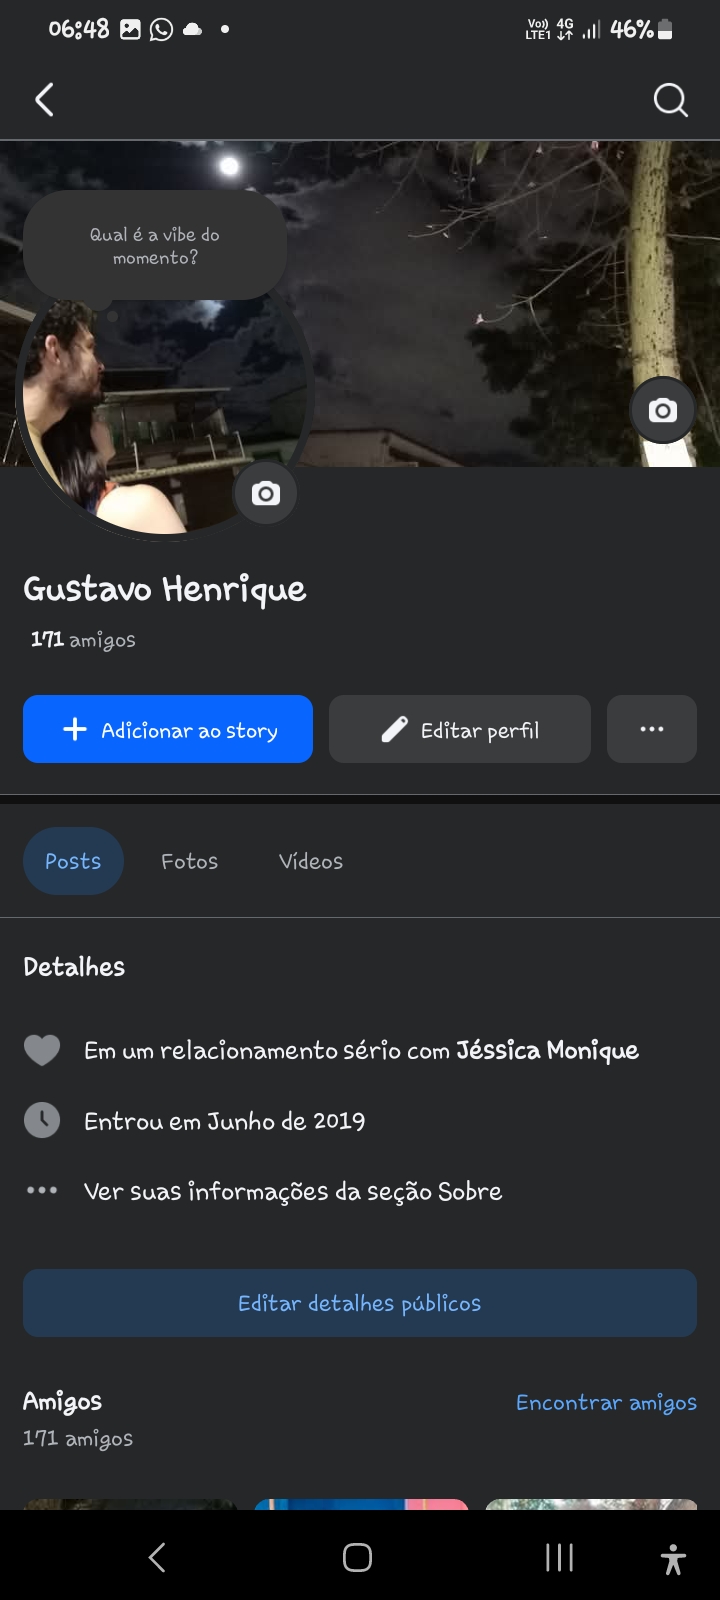 06:48
Vo)) LTE1 4G 46%
Qual é a vibe do
momento?
Gustavo Henrique
171 amigos
Adicionar ao story
Editar perfil
Posts
Fotos
Vídeos
Detalhes
Em um relacionamento sério com Jéssica Monique
Entrou em Junho de 2019
Ver suas informações da seção Sobre
Editar detalhes públicos
Amigos
Encontrar amigos
171 amigos